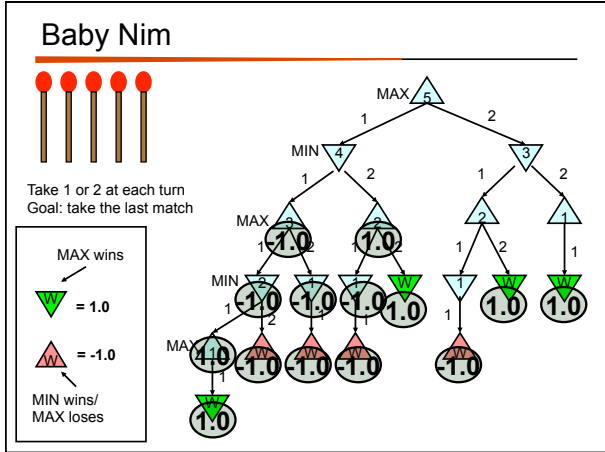 Baby Nim
Take 1 or 2 at each turn
Goal: take the last match
MAX wins
W = 1.0
W = -1.0
MIN wins/
MAX loses
MAX 5
1 2
MIN 4 3
1 2 1 2... 1
MAX 3 2 2 1
-1.0 1.0
1 2 1 2 1 2 1
MIN 2 1 1 W 1 W W
-1.0 -1.0 -1.0 1.0 1.0 1.0
1 2 1 1 1
MAX 1 W W W W
1.0 -1.0 -1.0 -1.0 -1.0
1
W
1.0